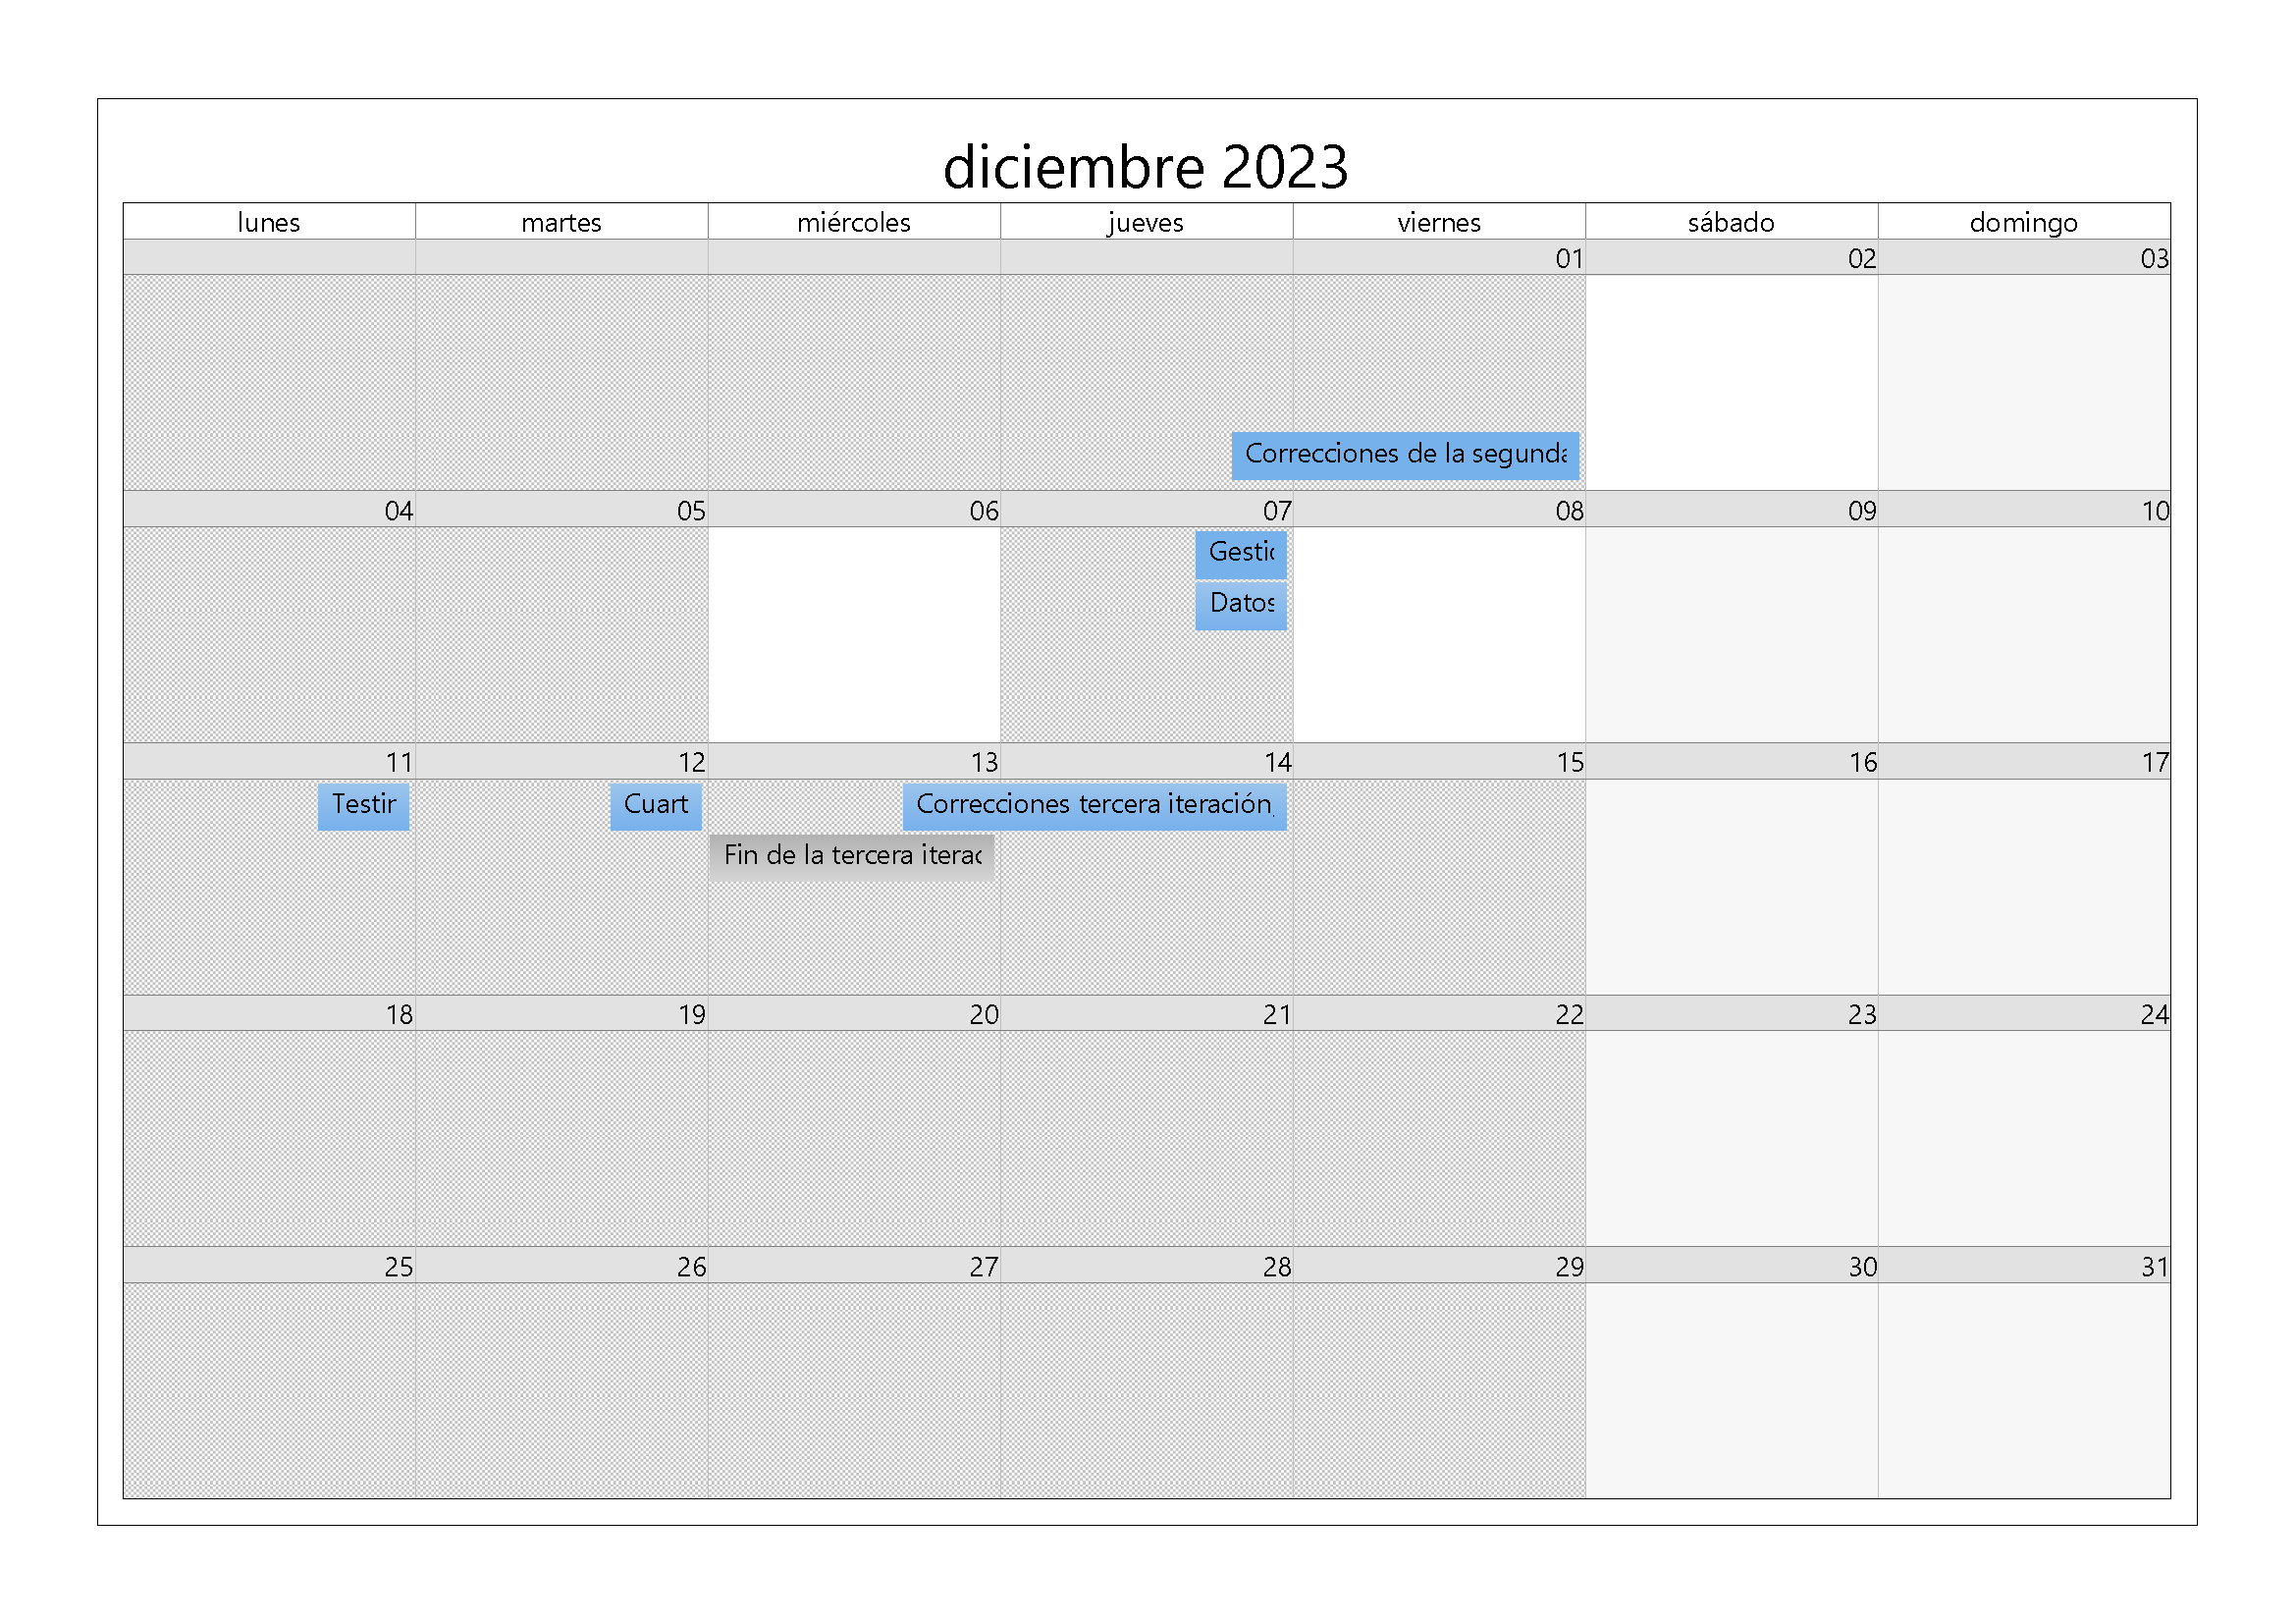 diciembre 2023
lunes martes miércoles jueves viernes sábado domingo
01 02 03
Correcciones de la segunda
04 05 06 07 08 09 10
Gestic
Datos
11 12 13 14 15 16 17
Testir Cuart Correcciones tercera iteración,
Fin de la tercera iterac
18 19 20 21 22 23 24
25 26 27 28 29 30 31